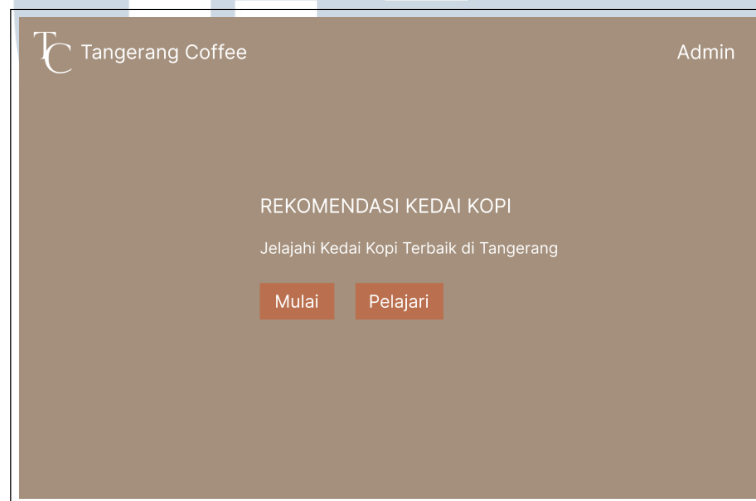 TC Tangerang Coffee
Admin
REKOMENDASI KEDAI KOPI
Jelajahi Kedai Kopi Terbaik di Tangerang
Mulai
Pelajari